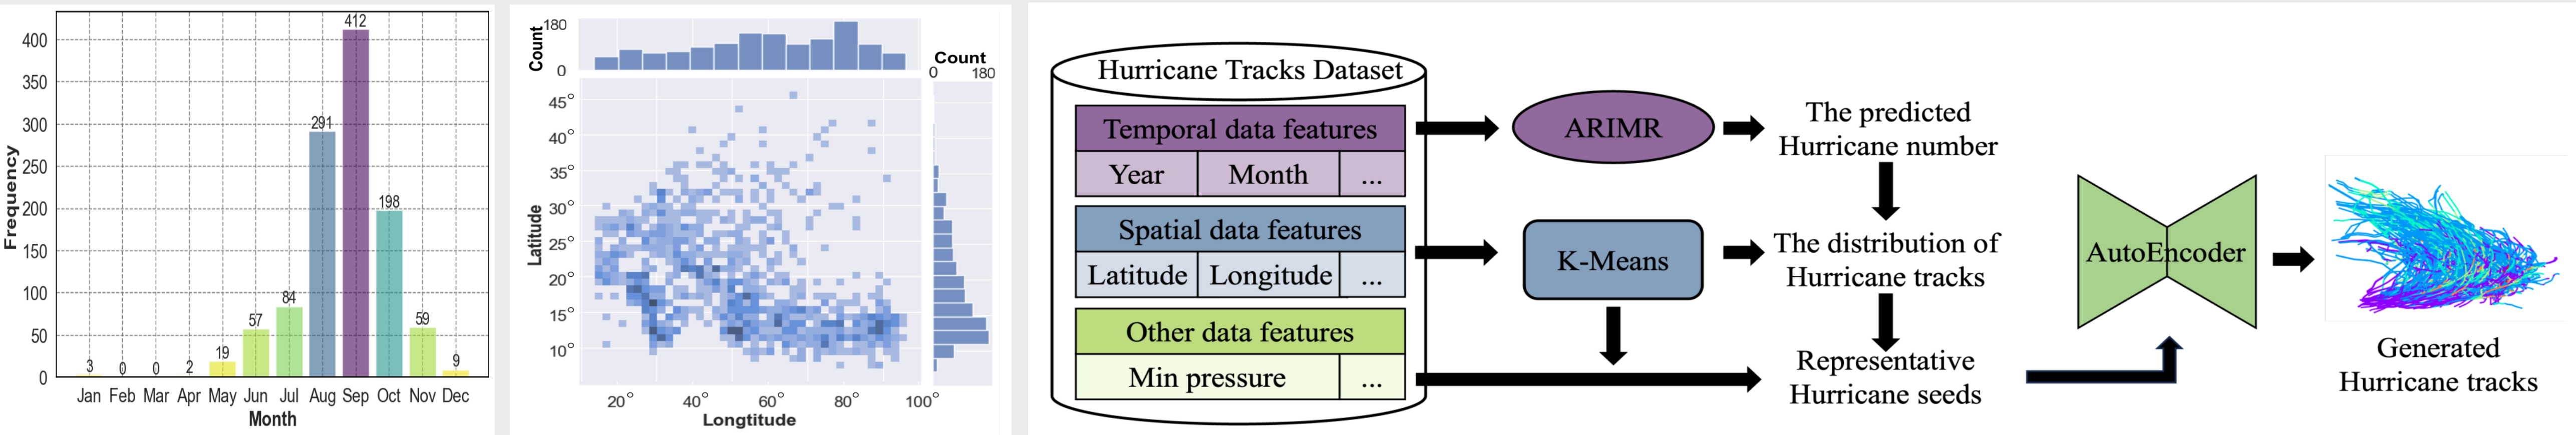 412
400
350
300
291
250
200
198
150
100
84
57
59
50
19
9
3
0
0
2
0
Jan Feb Mar Apr May Jun Jul Aug Sep Oct Nov Dec
Month
Frequency
Count
180
0
Count
0 180
45°
40°
35°
30°
25°
20°
15°
10°
Latitude
20° 40° 60° 80° 100°
Longtitude
Hurricane Tracks Dataset
Temporal data features
Year Month ...
Spatial data features
Latitude Longitude ...
Other data features
Min pressure ...
ARIMR
K-Means
The predicted
Hurricane number
The distribution of
Hurricane tracks
Representative
Hurricane seeds
AutoEncoder
Generated
Hurricane tracks